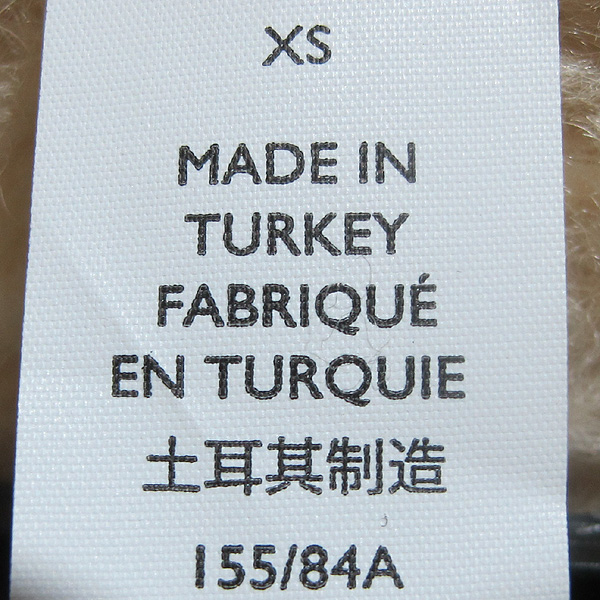 XS
MADE IN
TURKEY
FABRIQUÉ
EN TURQUIE
土耳其制造
155/84A